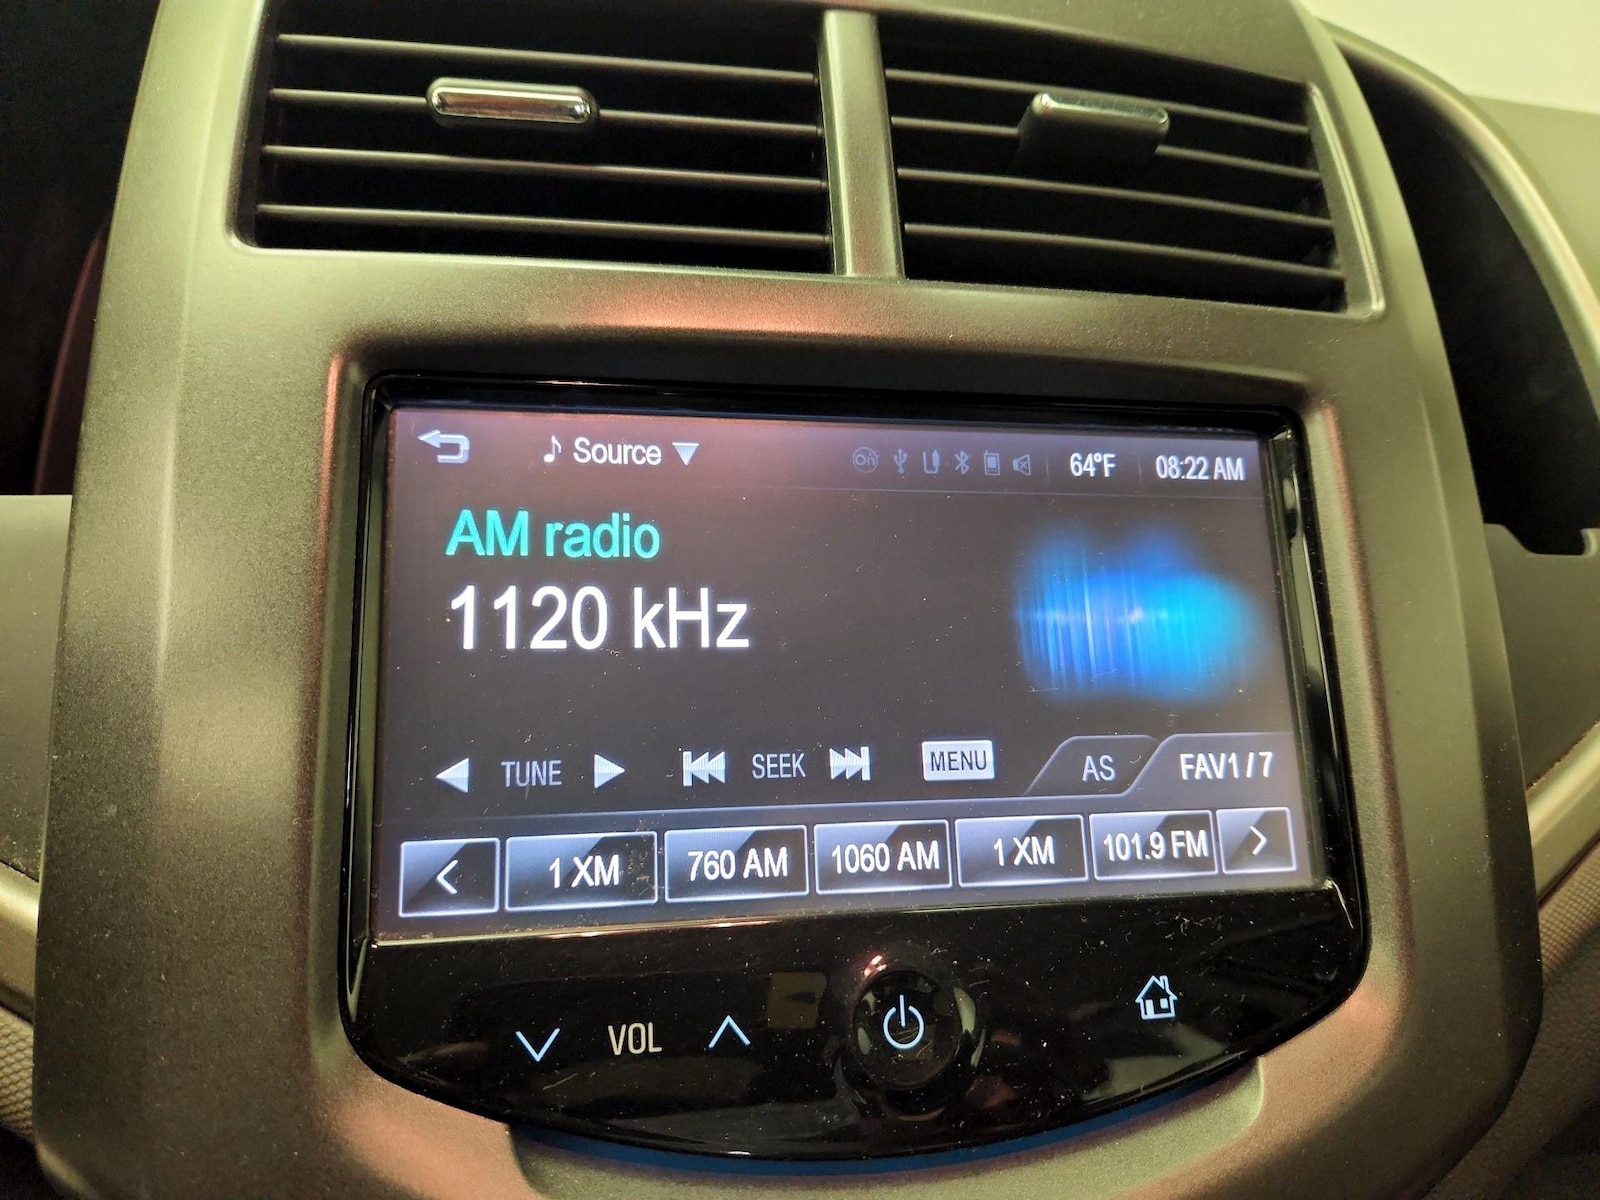 Source
On
64°F
08:22 AM
AM radio
1120 kHz
TUNE
SEEK
MENU
AS
FAV1/7
1 XM
760 AM
1060 AM
1 XM
101.9 FM
VOL